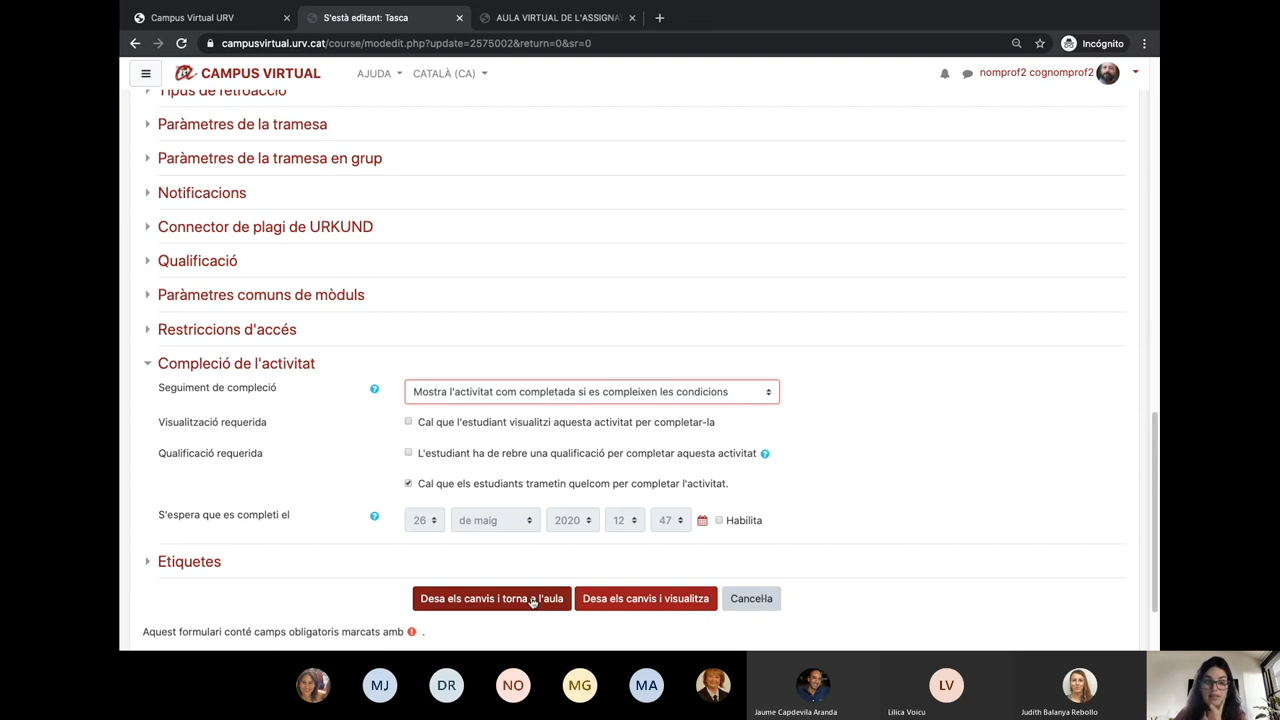 Campus Virtual URV
S'està editant: Tasca
AULA VIRTUAL DE L'ASSIGNA
campusvirtual.urv.cat/course/modedit.php?update=2575002&return=0&sr=0
Incógnito
CAMPUS VIRTUAL
AJUDA
CATALÀ (CA)
nomprof2 cognomprof2
Tipus de retroacció
Paràmetres de la tramesa
Paràmetres de la tramesa en grup
Notificacions
Connector de plagi de URKUND
Qualificació
Paràmetres comuns de mòduls
Restriccions d'accés
Compleció de l'activitat
Seguiment de compleció
Mostra l'activitat com completada si es compleixen les condicions
Visualització requerida
Cal que l'estudiant visualitzi aquesta activitat per completar-la
Qualificació requerida
L'estudiant ha de rebre una qualificació per completar aquesta activitat
Cal que els estudiants trametin quelcom per completar l'activitat.
S'espera que es completi el
26 de maig 2020 12 47 Habilita
Etiquetes
Desa els canvis i torna a l'aula
Desa els canvis i visualitza
Cancel·la
Aquest formulari conté camps obligatoris marcats amb .
MJ
DR
NO
MG
MA
LV
Jaume Capdevila Aranda
Lilica Voicu
Judith Balanya Rebollo